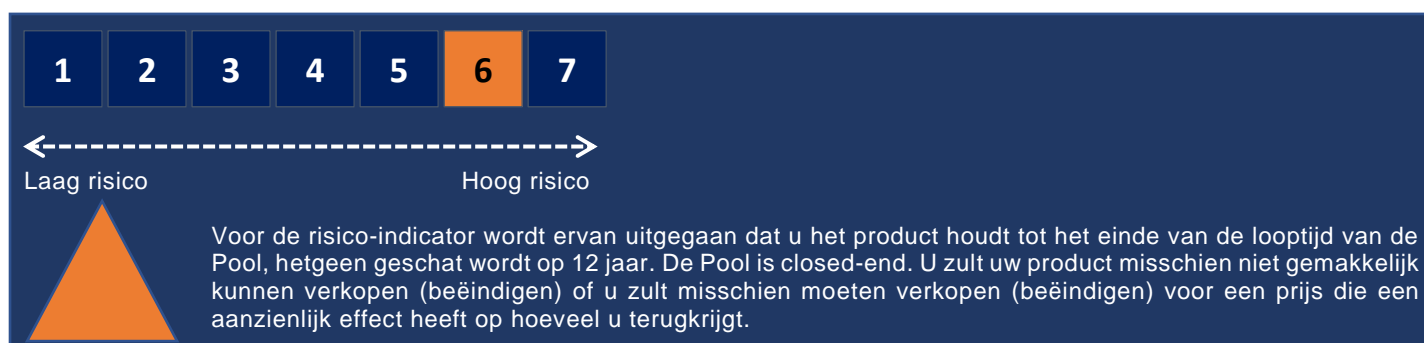 1 2 3 4 5 6 7
Laag risico Hoog risico
Voor de risico-indicator wordt ervan uitgegaan dat u het product houdt tot het einde van de looptijd van de
Pool, hetgeen geschat wordt op 12 jaar. De Pool is closed-end. U zult uw product misschien niet gemakkelijk
kunnen verkopen (beëindigen) of u zult misschien moeten verkopen (beëindigen) voor een prijs die een
aanzienlijk effect heeft op hoeveel u terugkrijgt.